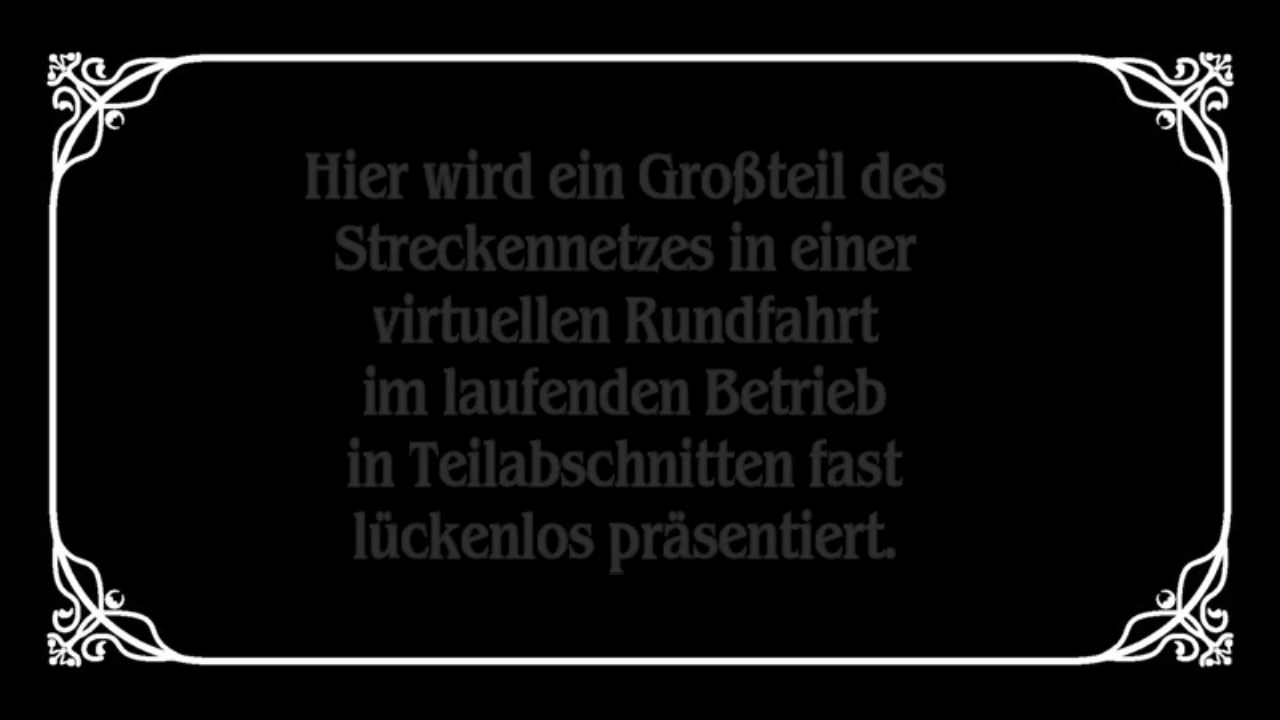 Hier wird ein Großteil des
Streckennetzes in einer
virtuellen Rundfahrt
im laufenden Betrieb
in Teilabschnitten fast
lückenlos präsentiert.